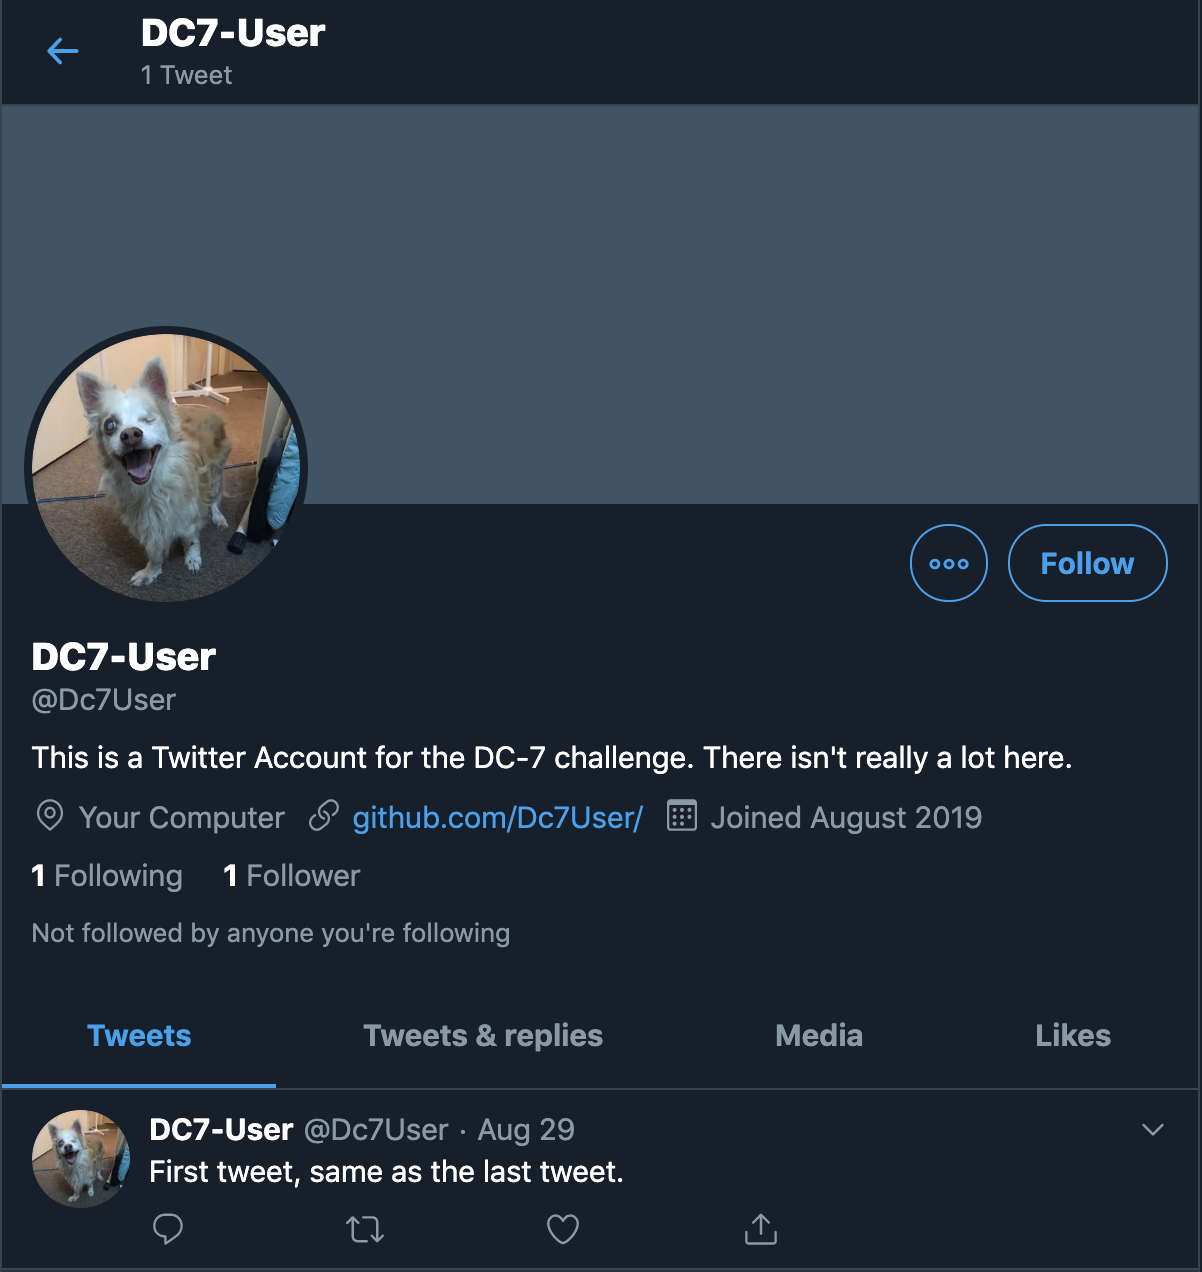 DC7-User
1 Tweet
Follow
DC7-User
@Dc7User
This is a Twitter Account for the DC-7 challenge. There isn't really a lot here.
Your Computer github.com/Dc7User/ Joined August 2019
1 Following 1 Follower
Not followed by anyone you're following
Tweets Tweets & replies Media Likes
DC7-User @Dc7User · Aug 29
First tweet, same as the last tweet.